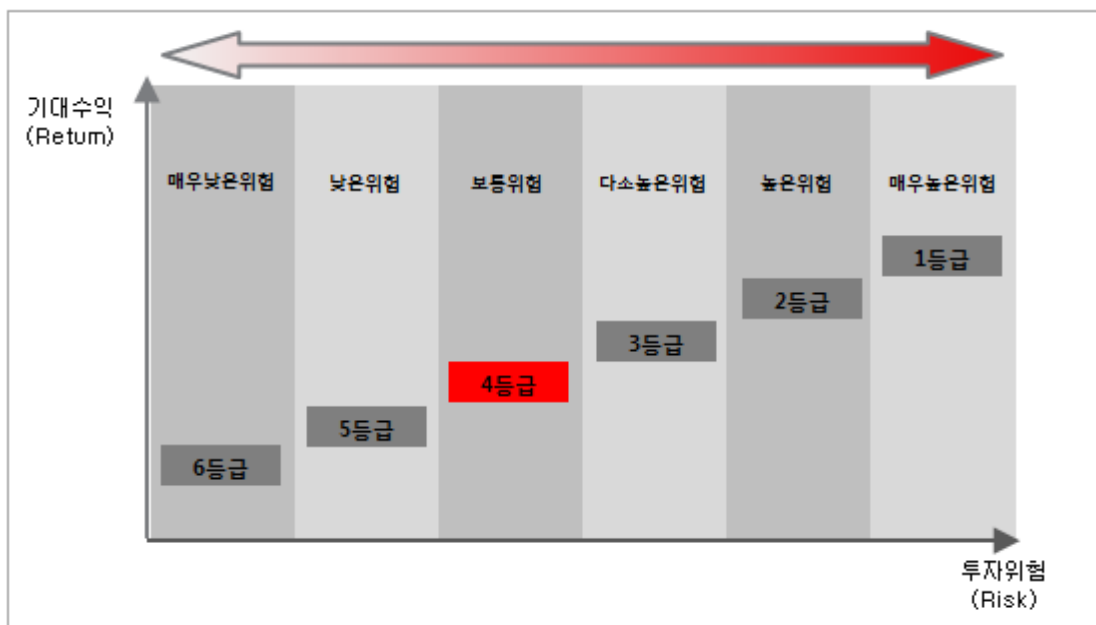 기대수익
(Return)
매우낮은위험 낮은위험 보통위험 다소높은위험 높은위험 매우높은위험
1등급
2등급
3등급
4등급
5등급
6등급
투자위험
(Risk)